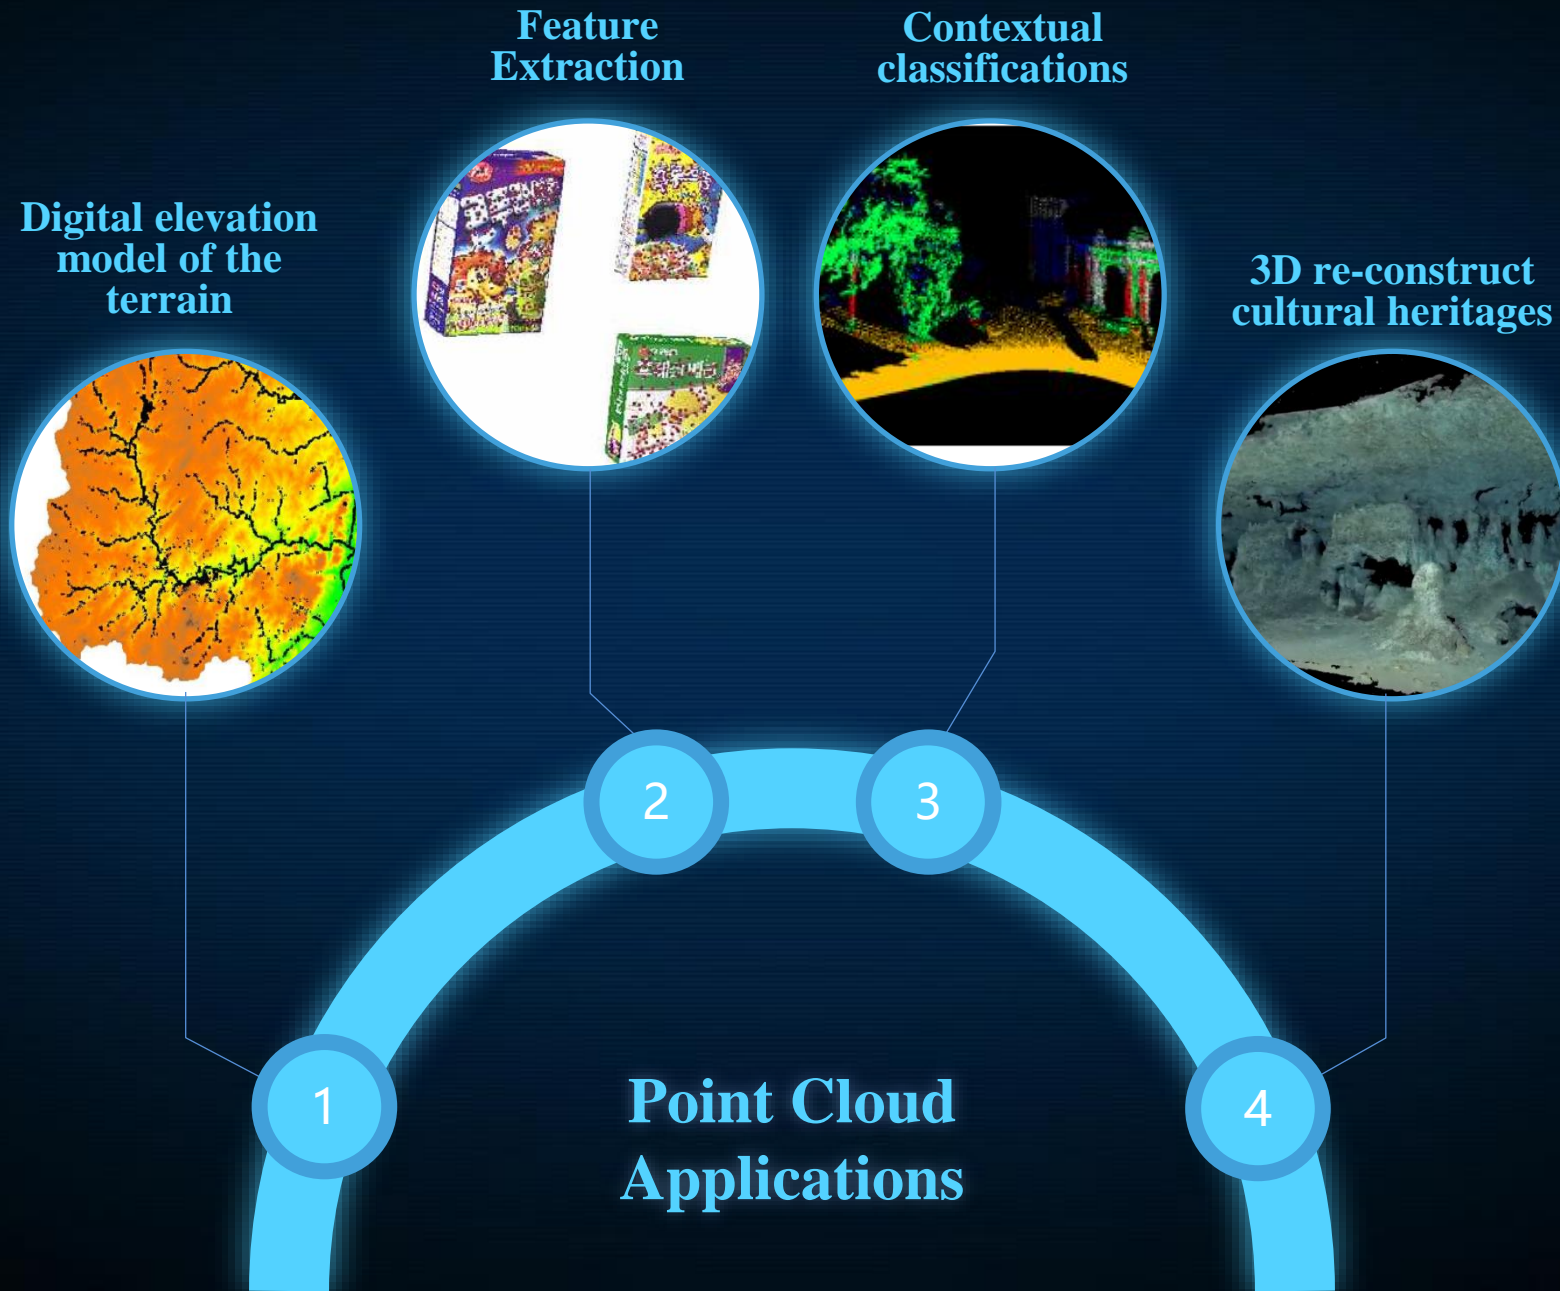 Feature
Extraction
Contextual
classifications
Digital elevation
model of the
terrain
3D re-construct
cultural heritages
2
3
1
4
Point Cloud
Applications